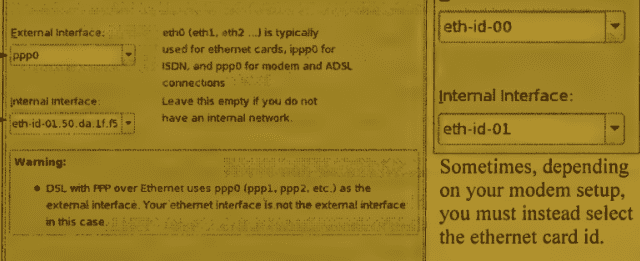 External Interface:
ppp0
eth0 (eth1, eth2 ...) is typically
used for ethernet cards, ippp0 for
ISDN, and ppp0 for modem and ADSL
connections
Internal Interface:
eth-id-01.50.da.1f.f5
Leave this empty if you do not
have an internal network.
Warning:
• DSL with PPP over Ethernet uses ppp0 (ppp1, ppp2, etc.) as the
external interface. Your ethernet interface is not the external interface
in this case.
eth-id-00
Internal Interface:
eth-id-01
Sometimes, depending
on your modem setup,
you must instead select
the ethernet card id.